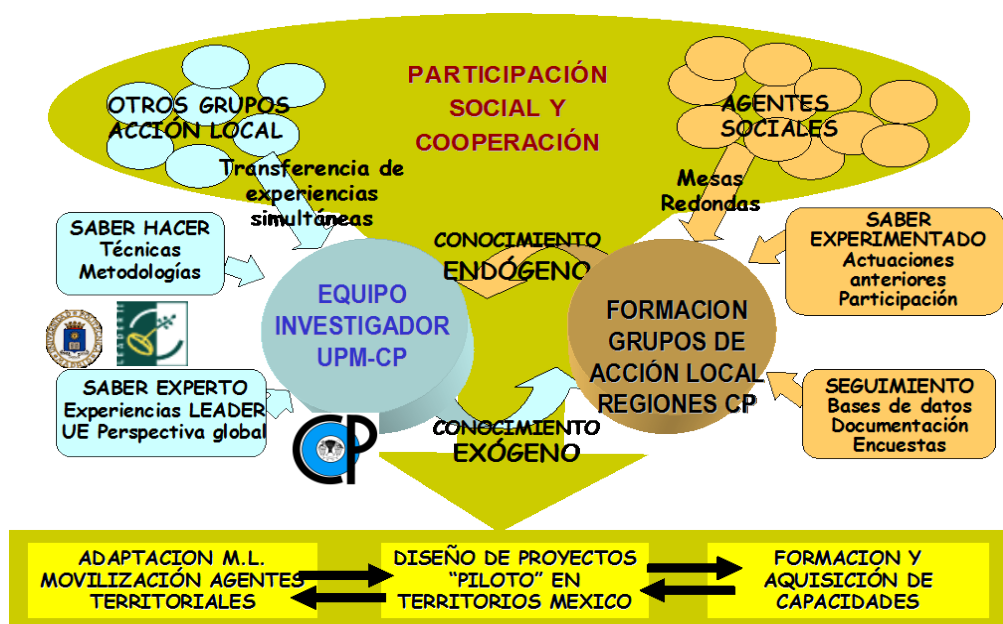 PARTICIPACIÓN
SOCIAL Y
COOPERACIÓN
OTROS GRUPOS
ACCIÓN LOCAL
AGENTES
SOCIALES
Transferencia de
experiencias
simultáneas
Mesas
Redondas
SABER HACER
Técnicas
Metodologías
SABER
EXPERIMENTADO
Actuaciones
anteriores
Participación
CONOCIMIENTO
ENDÓGENO
EQUIPO
INVESTIGADOR
UPM-CP
FORMACION
GRUPOS DE
ACCIÓN LOCAL
REGIONES CP
LEADER II
SABER EXPERTO
Experiencias LEADER
UE Perspectiva global
SEGUIMIENTO
Bases de datos
Documentación
Encuestas
CP
CONOCIMIENTO
EXÓGENO
ADAPTACION M.L.
MOVILIZACIÓN AGENTES
TERRITORIALES
DISEÑO DE PROYECTOS
“PILOTO” EN
TERRITORIOS MEXICO
FORMACION Y
AQUISICIÓN DE
CAPACIDADES